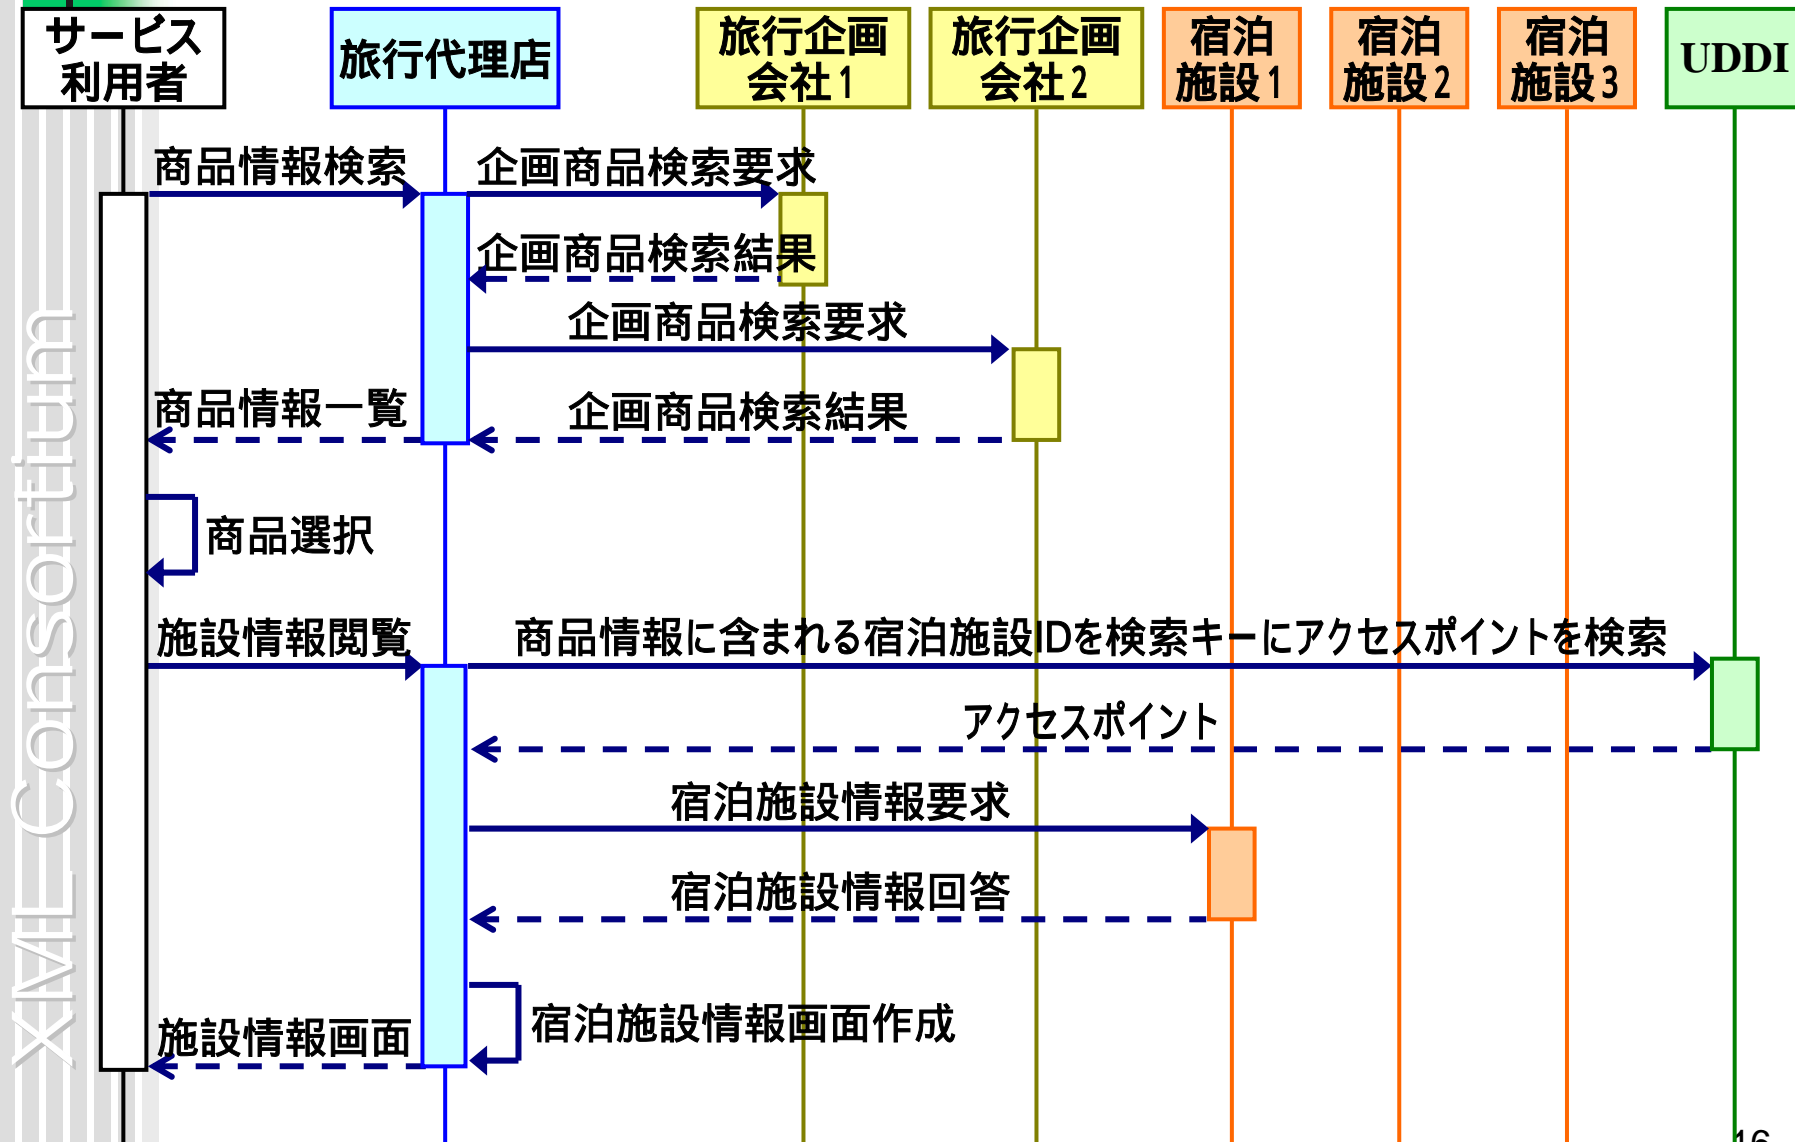 サービス
利用者
旅行代理店
旅行企画
会社1
旅行企画
会社2
宿泊
施設1
宿泊
施設2
宿泊
施設3
UDDI
商品情報検索
企画商品検索要求
企画商品検索結果
企画商品検索要求
商品情報一覧
企画商品検索結果
商品選択
施設情報閲覧
商品情報に含まれる宿泊施設IDを検索キーにアクセスポイントを検索
アクセスポイント
宿泊施設情報要求
宿泊施設情報回答
宿泊施設情報画面作成
施設情報画面
XML Consortium
16